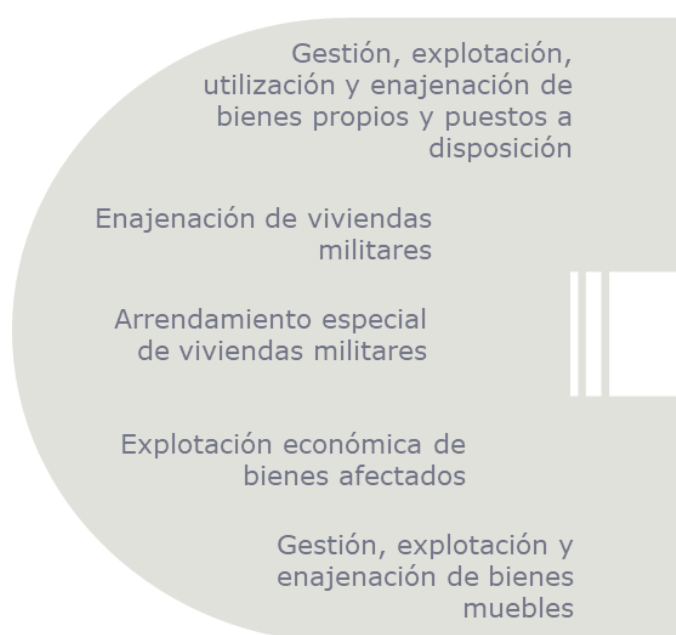 Gestión, explotación,
utilización y enajenación de
bienes propios y puestos a
disposición
Enajenación de viviendas
militares
Arrendamiento especial
de viviendas militares
Explotación económica de
bienes afectados
Gestión, explotación y
enajenación de bienes
muebles